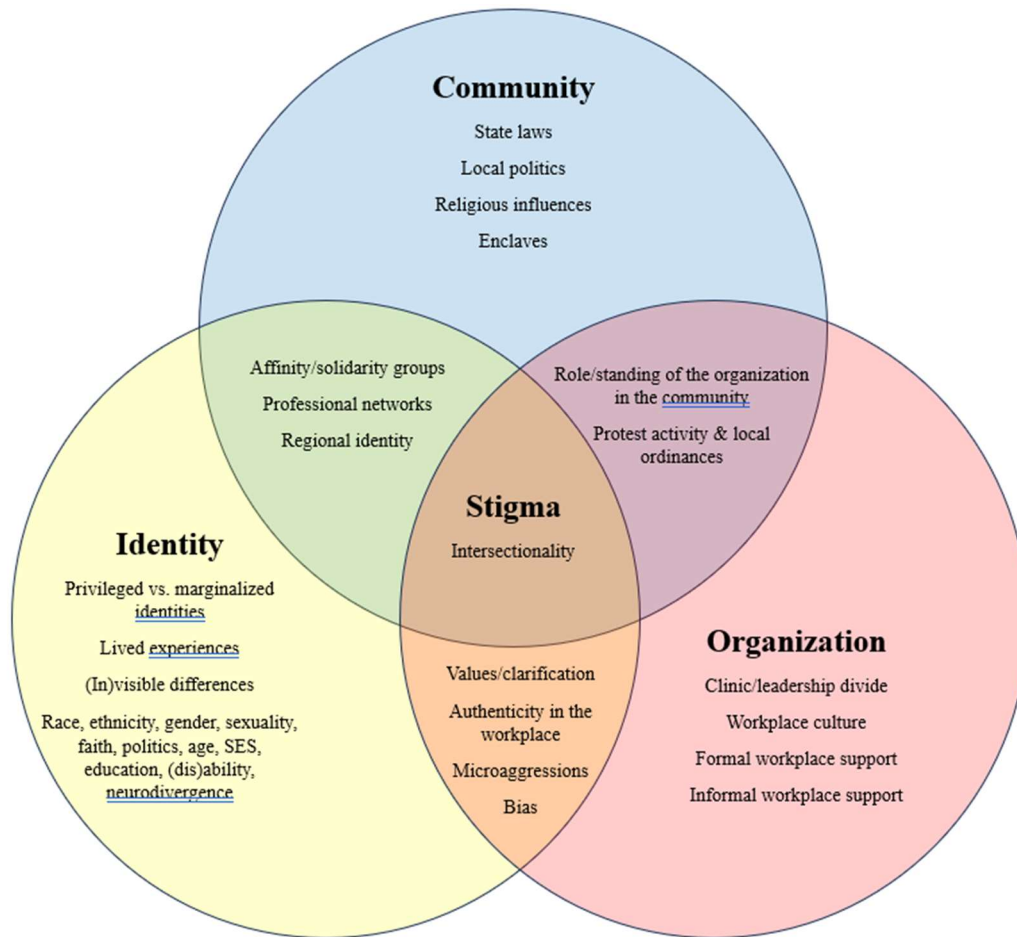 Community
State laws
Local politics
Religious influences
Enclaves
Affinity/solidarity groups
Professional networks
Regional identity
Role/standing of the organization
in the community
Protest activity & local
ordinances
Stigma
Intersectionality
Identity
Privileged vs. marginalized
identities
Lived experiences
(In)visible differences
Race, ethnicity, gender, sexuality,
faith, politics, age, SES,
education, (dis)ability,
neurodivergence
Values/clarification
Authenticity in the
workplace
Microaggressions
Bias
Organization
Clinic/leadership divide
Workplace culture
Formal workplace support
Informal workplace support